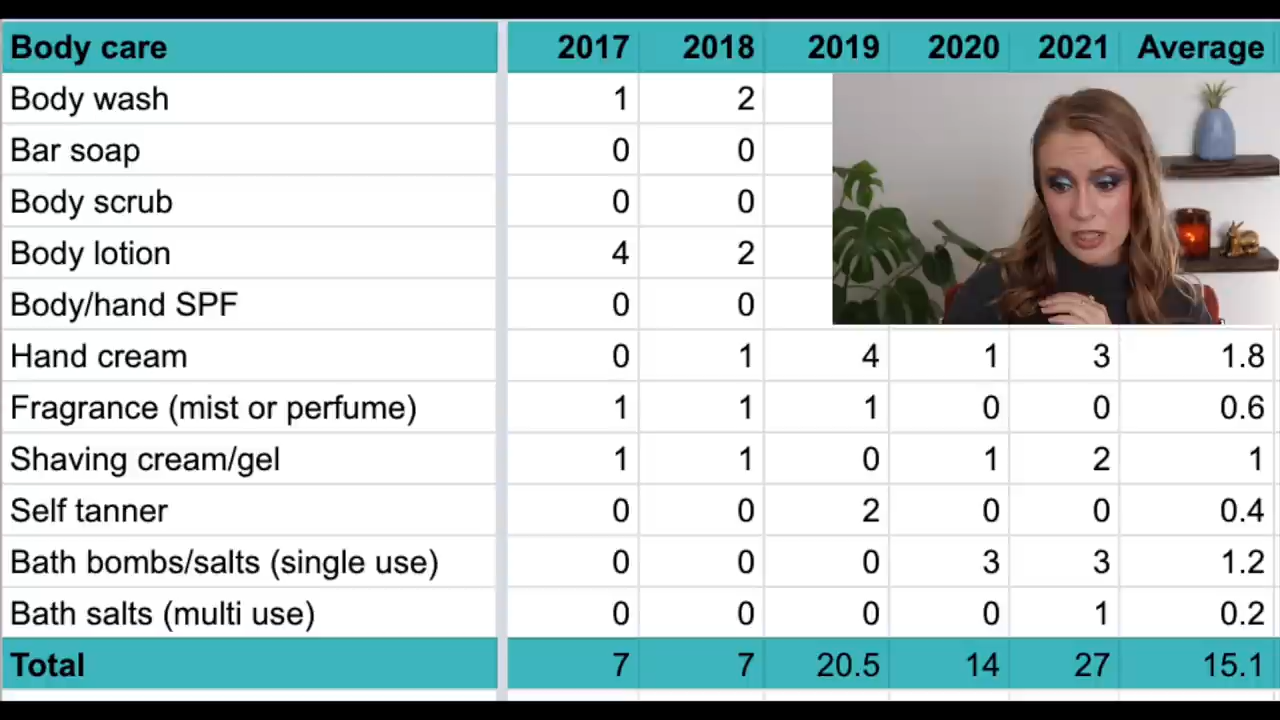 Body care 2017 2018 2019 2020 2021 Average
Body wash 1 2
Bar soap 0 0
Body scrub 0 0
Body lotion 4 2
Body/hand SPF 0 0
Hand cream 0 1 4 1 3 1.8
Fragrance (mist or perfume) 1 1 1 0 0 0.6
Shaving cream/gel 1 1 0 1 2 1
Self tanner 0 0 2 0 0 0.4
Bath bombs/salts (single use) 0 0 0 3 3 1.2
Bath salts (multi use) 0 0 0 0 1 0.2
Total 7 7 20.5 14 27 15.1